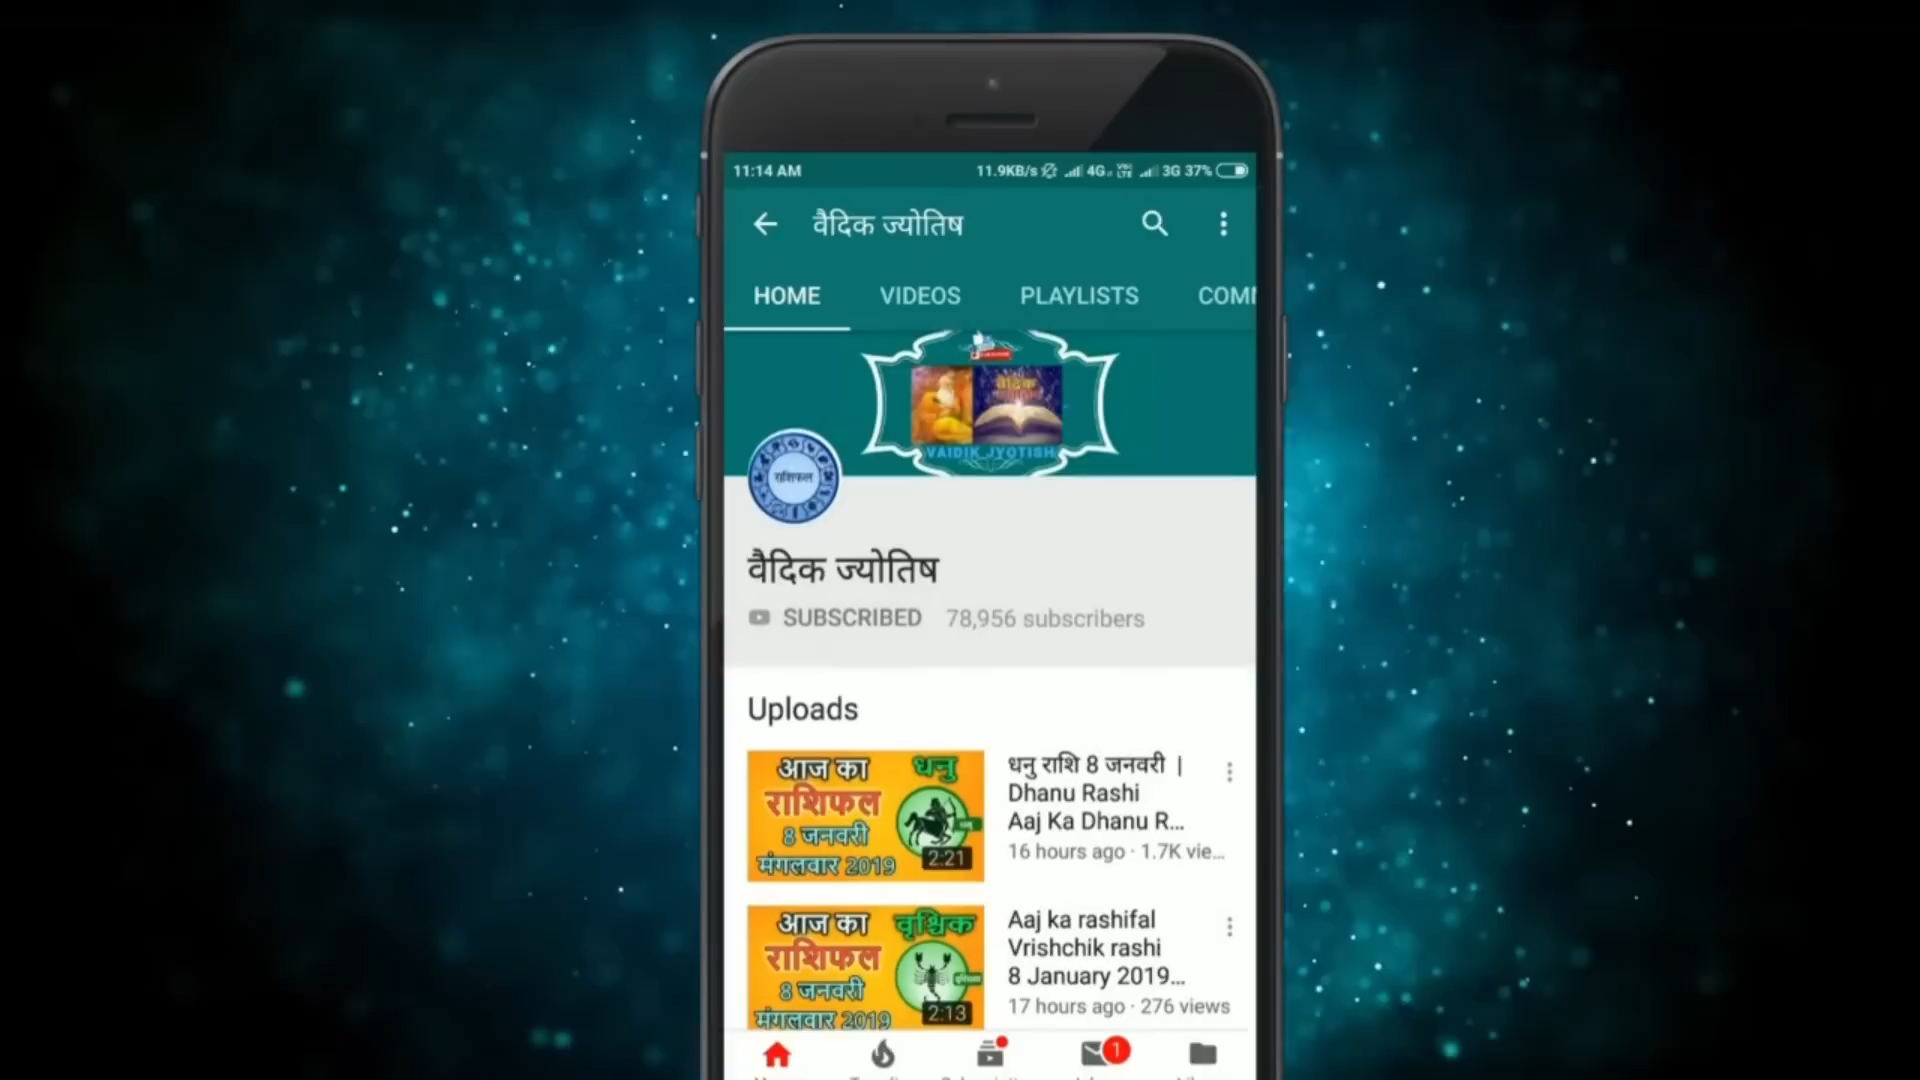 11:14 AM 11.9KB/s 4G VoLTE 3G 37%
वैदिक ज्योतिष
HOME VIDEOS PLAYLISTS COMM
वैदिक
VAIDIK JYOTISH
राशिफल
वैदिक ज्योतिष
SUBSCRIBED 78,956 subscribers
Uploads
आज का धनु
राशिफल
8 जनवरी
मंगलवार 2019
2:21
धनु राशि 8 जनवरी |
Dhanu Rashi
Aaj Ka Dhanu R...
16 hours ago · 1.7K vie...
आज का वृश्चिक
राशिफल
8 जनवरी
मंगलवार 2019
2:13
Aaj ka rashifal
Vrishchik rashi
8 January 2019...
17 hours ago · 276 views
1